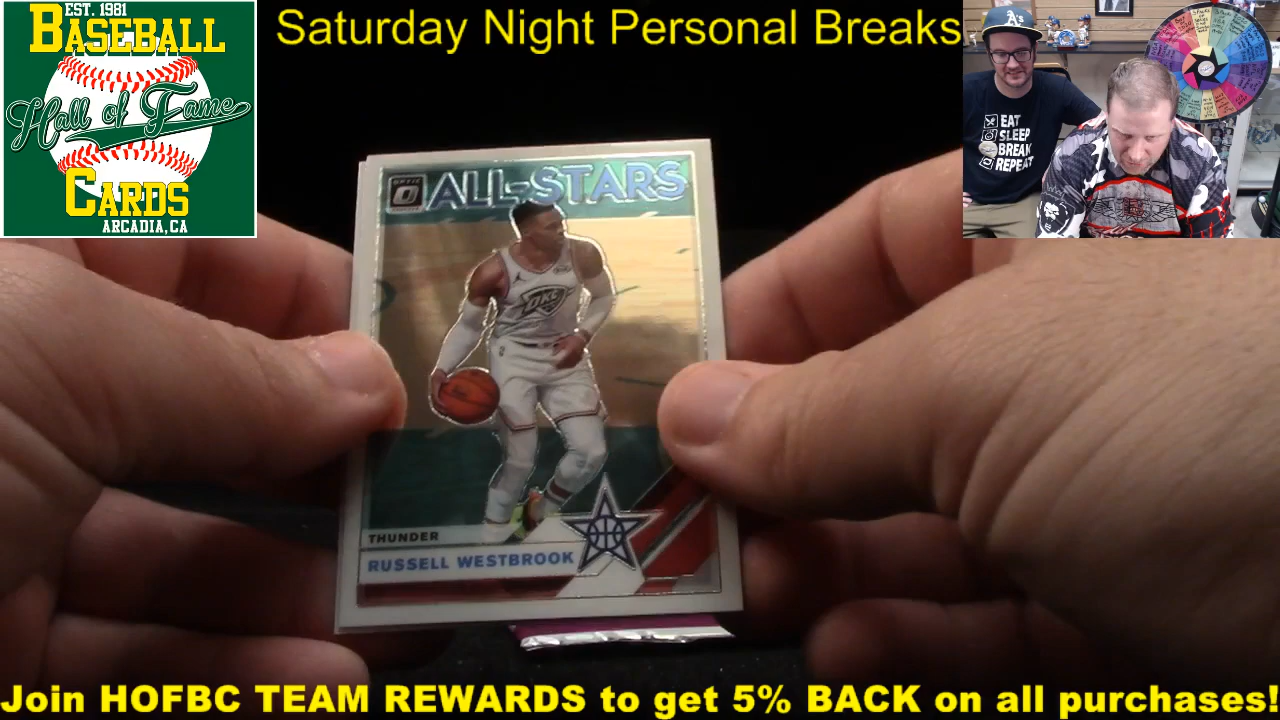 EST. 1981
BASEBALL
Hall of Fame
CARDS
ARCADIA, CA
Saturday Night Personal Breaks
A's
EAT
SLEEP
BREAK
REPEAT
OPTIC
ALL-STARS
OKC
THUNDER
RUSSELL WESTBROOK
Join HOFBC TEAM REWARDS to get 5% BACK on all purchases!